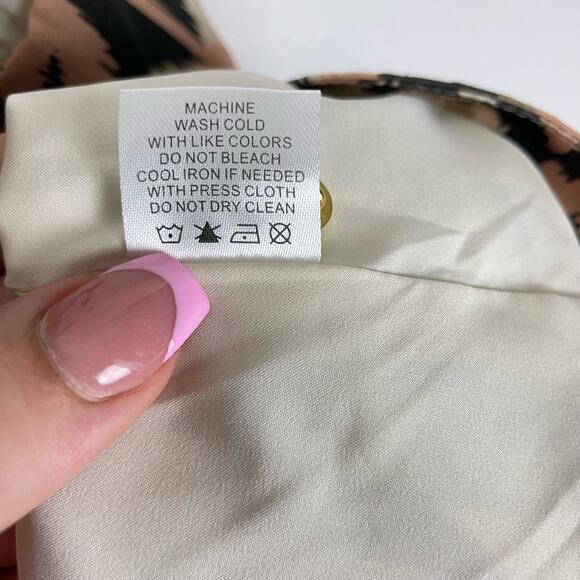 MACHINE
WASH COLD
WITH LIKE COLORS
DO NOT BLEACH
COOL IRON IF NEEDED
WITH PRESS CLOTH
DO NOT DRY CLEAN